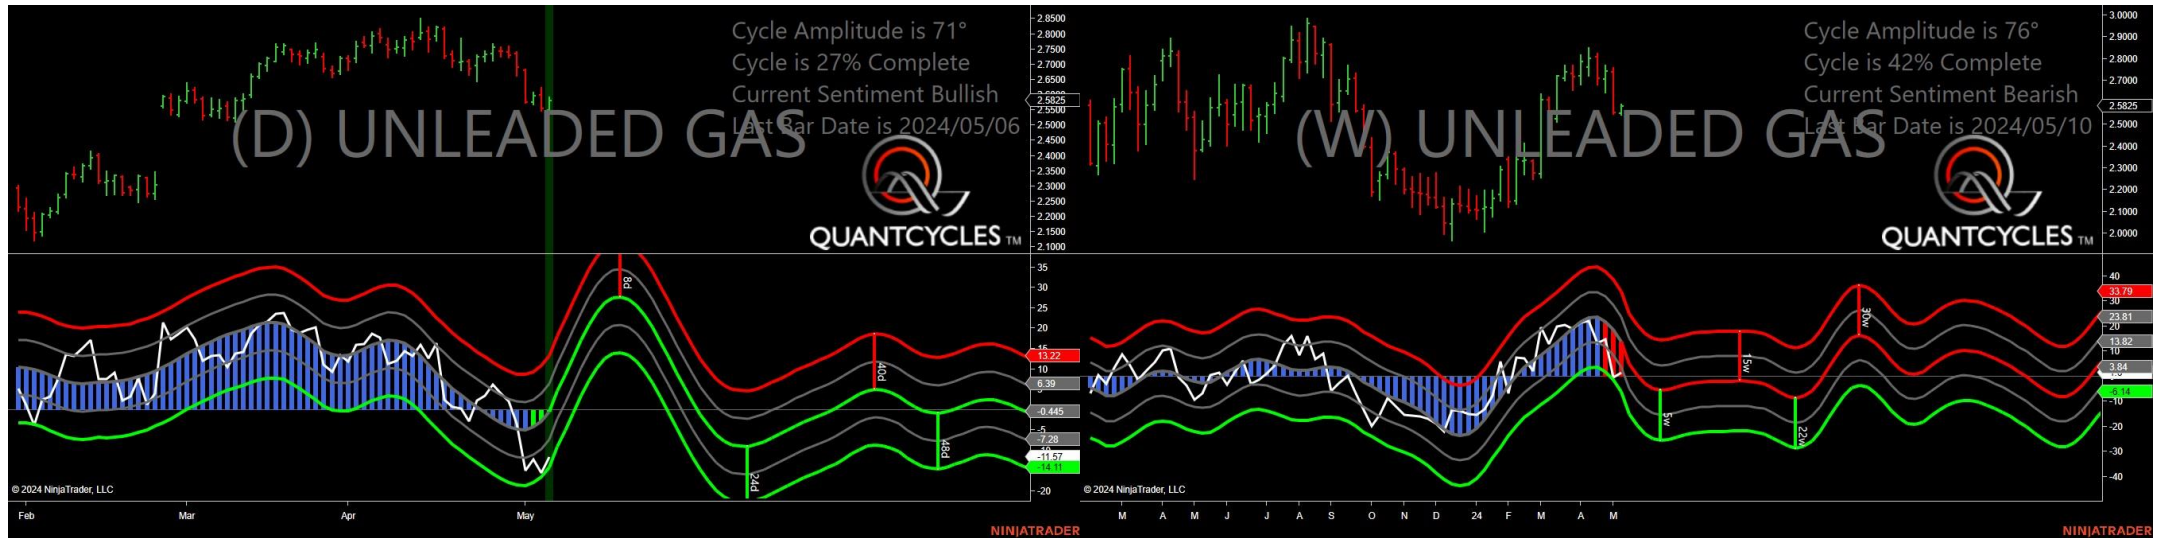 Cycle Amplitude is 71°
Cycle is 27% Complete
Current Sentiment Bullish
Last Bar Date is 2024/05/06
(D) UNLEADED GAS
QUANTCYCLES TM
2.8500
2.8000
2.7500
2.7000
2.6500
2.6000
2.5825
2.5500
2.5000
2.4500
2.4000
2.3500
2.3000
2.2500
2.2000
2.1500
2.1000
35
30
25
20
15
13.22
10
6.39
-0.445
-5
-7.28
-11.57
-14.11
-20
8d
24d
40d
48d
© 2024 NinjaTrader, LLC
Feb Mar Apr May
NINJATRADER
Cycle Amplitude is 76°
Cycle is 42% Complete
Current Sentiment Bearish
Last Bar Date is 2024/05/10
(W) UNLEADED GAS
QUANTCYCLES TM
3.0000
2.9000
2.8000
2.7000
2.5825
2.5000
2.4000
2.3000
2.2000
2.1000
2.0000
40
33.79
30
23.81
20
13.82
10
3.84
-6.14
-10
-20
-30
-40
5w
15w
22w
30w
© 2024 NinjaTrader, LLC
M A M J J A S O N D 24 F M A M
NINJATRADER